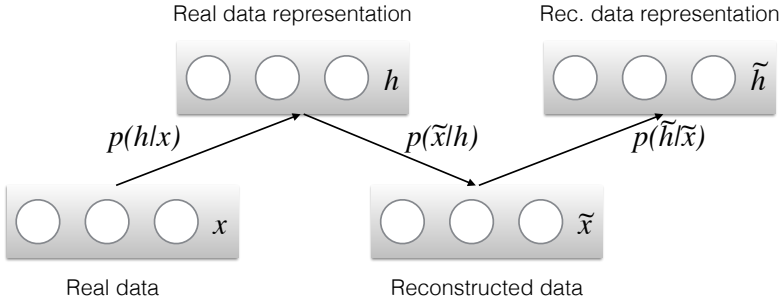 Real data representation
Rec. data representation
h
h̃
p(h|x)
p(x̃|h)
p(h̃|x̃)
x
x̃
Real data
Reconstructed data